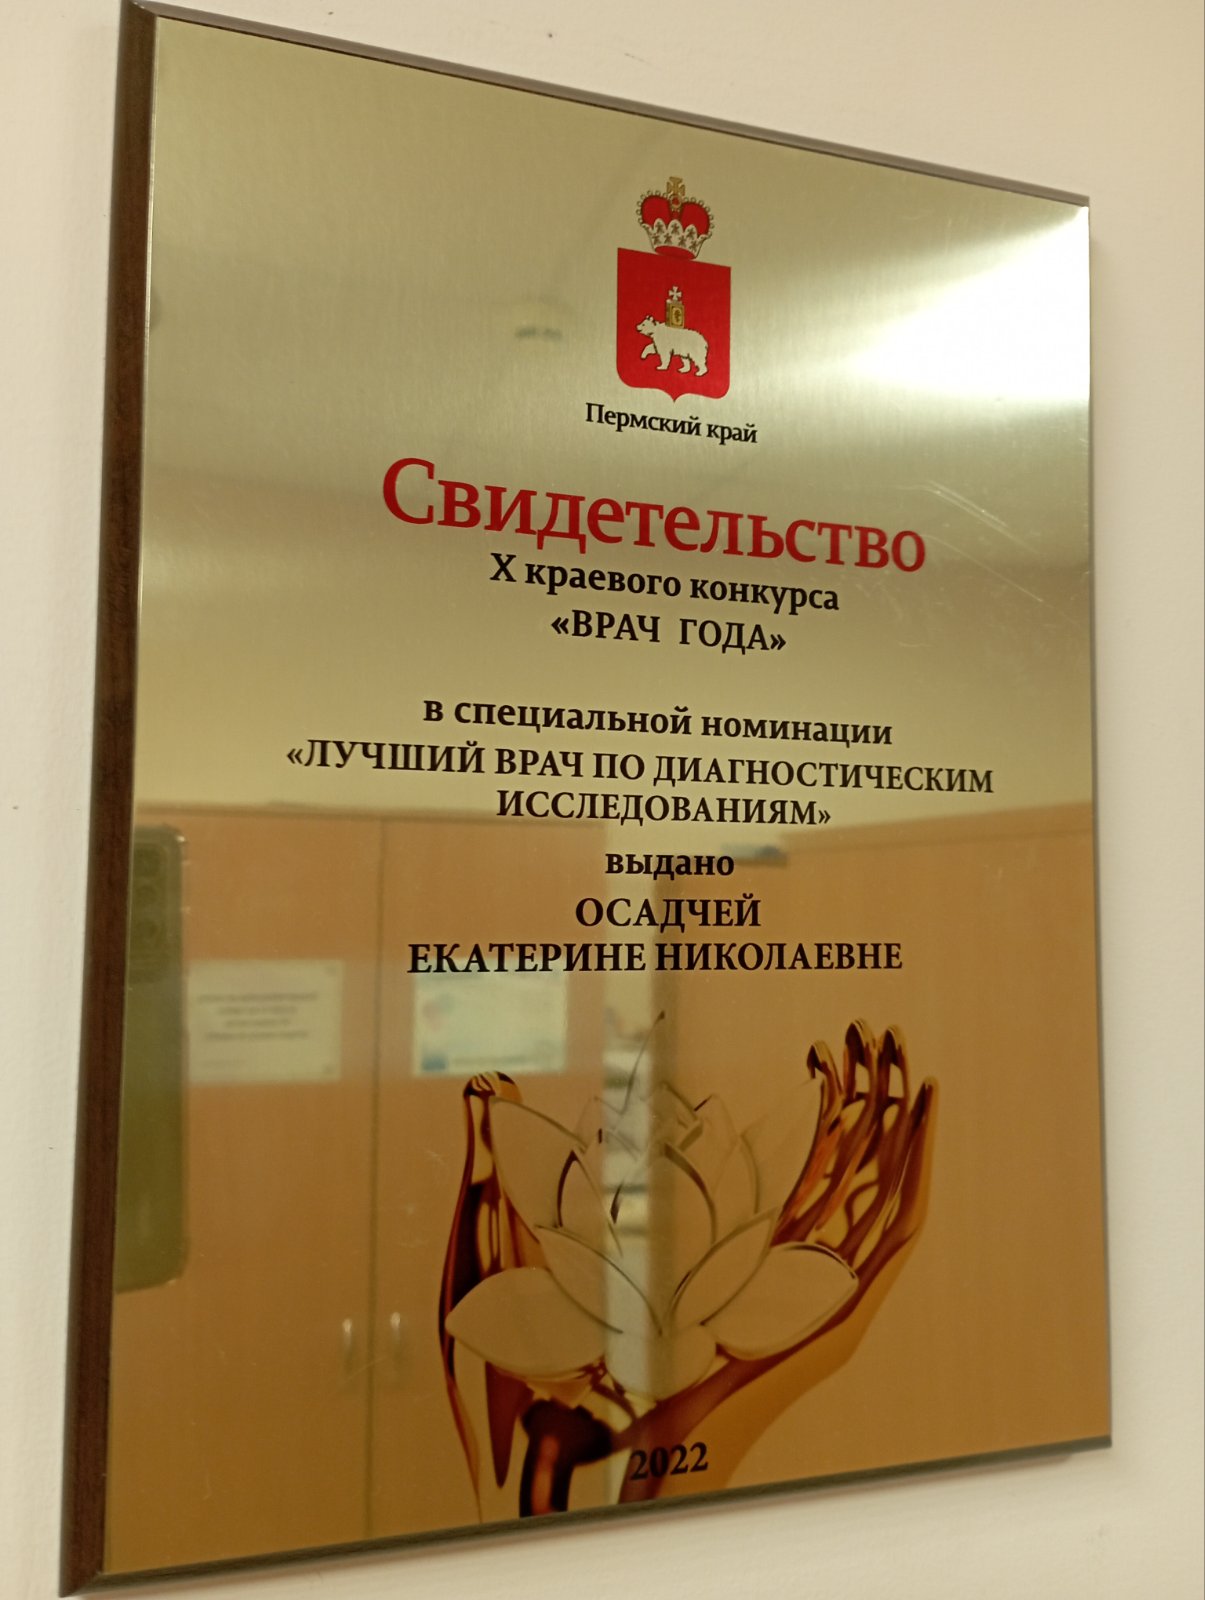 Пермский край
Свидетельство
X краевого конкурса
«ВРАЧ ГОДА»
в специальной номинации
«ЛУЧШИЙ ВРАЧ ПО ДИАГНОСТИЧЕСКИМ
ИССЛЕДОВАНИЯМ»
выдано
ОСАДЧЕЙ
ЕКАТЕРИНЕ НИКОЛАЕВНЕ
2022